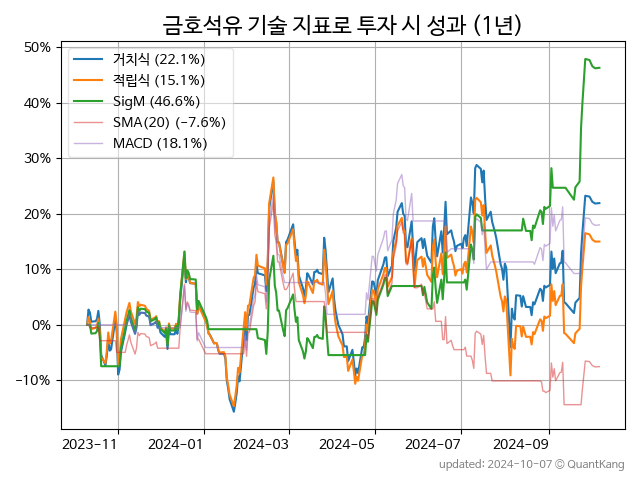 금호석유 기술 지표로 투자 시 성과 (1년)
50%
40%
30%
20%
10%
0%
−10%
거치식 (22.1%)
적립식 (15.1%)
SigM (46.6%)
SMA(20) (−7.6%)
MACD (18.1%)
2023-11 2024-01 2024-03 2024-05 2024-07 2024-09
updated: 2024-10-07 © QuantKang